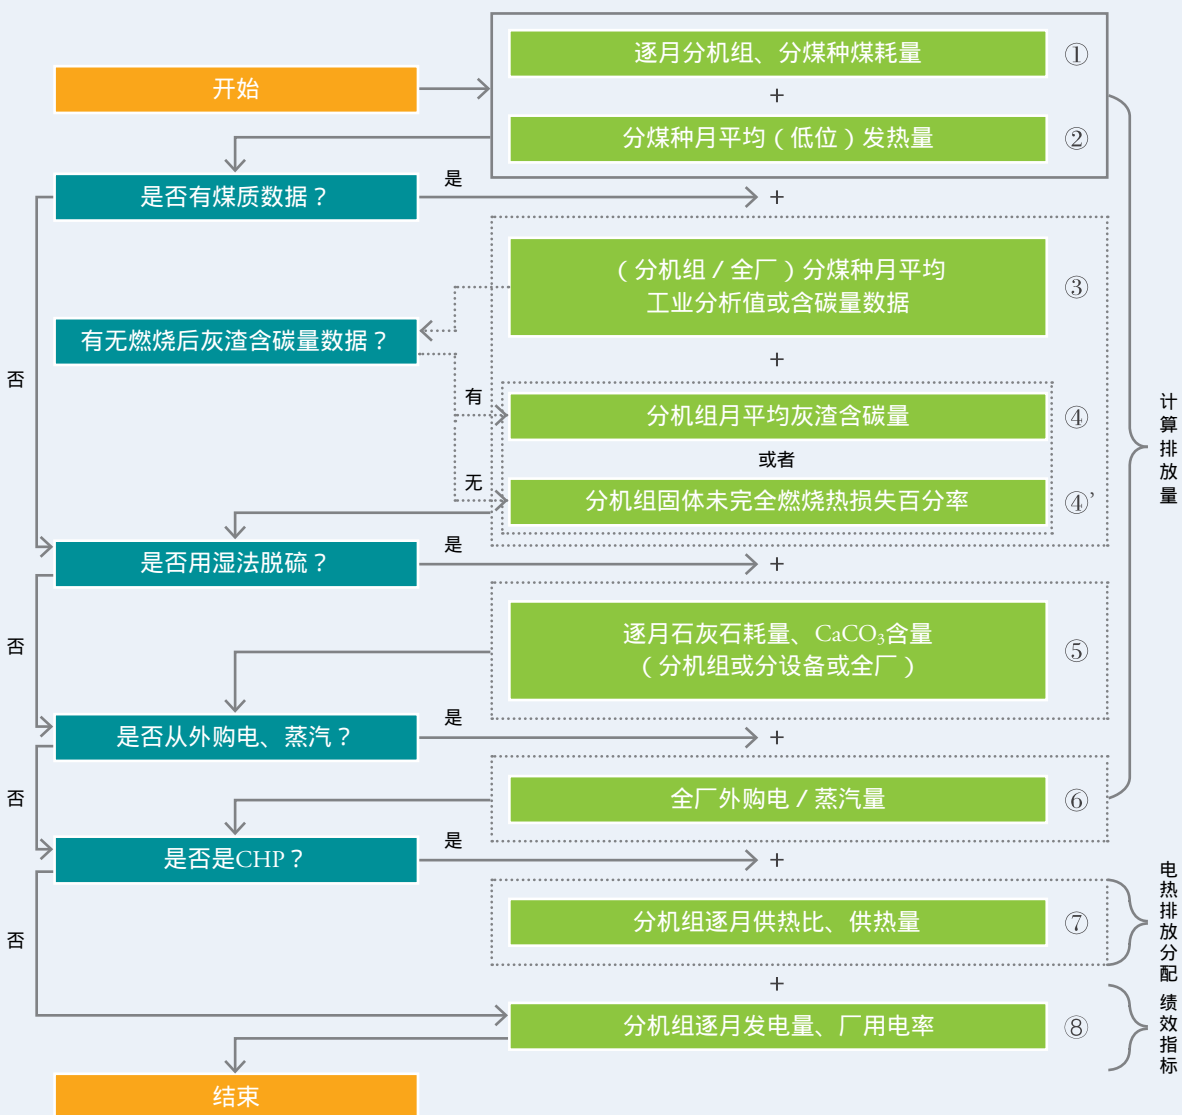 逐月分机组、分煤种煤耗量
①
开始
+
分煤种月平均（低位）发热量
②
是否有煤质数据？
是
+
（分机组／全厂）分煤种月平均
工业分析值或含碳量数据
③
有无燃烧后灰渣含碳量数据？
+
否
有
分机组月平均灰渣含碳量
④
或者
无
分机组固体未完全燃烧热损失百分率
④’
计算排放量
是否用湿法脱硫？
是
+
否
逐月石灰石耗量、CaCO₃含量
（分机组或分设备或全厂）
⑤
是否从外购电、蒸汽？
是
+
否
全厂外购电／蒸汽量
⑥
是否是CHP？
是
+
否
分机组逐月供热比、供热量
⑦
电热排放分配
+
分机组逐月发电量、厂用电率
⑧
绩效指标
结束